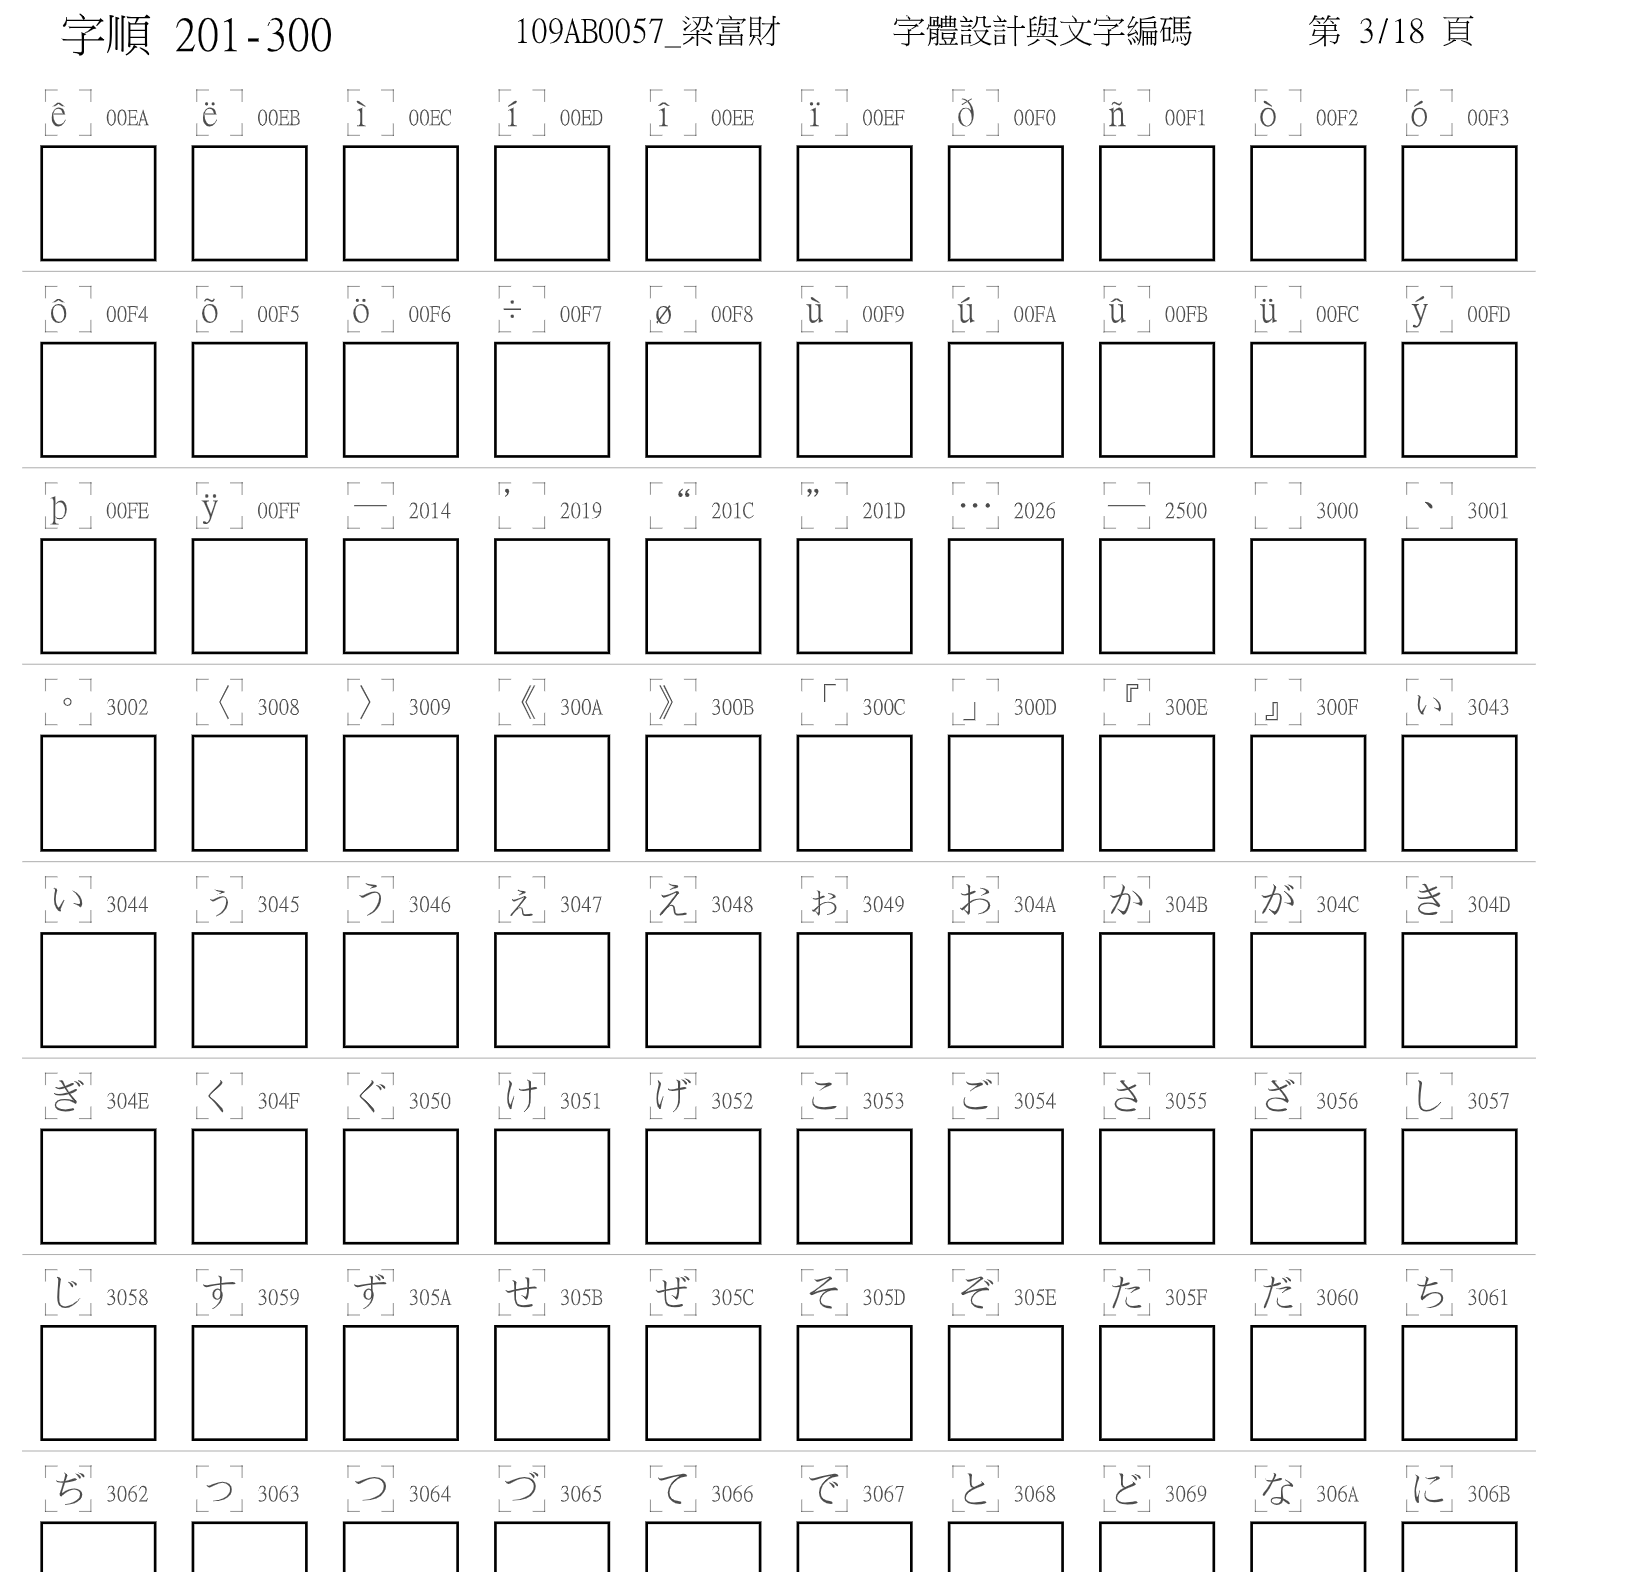 字順 201-300 109AB0057_梁富財 字體設計與文字編碼 第 3/18 頁
ê 00EA ë 00EB ì 00EC í 00ED î 00EE ï 00EF ð 00F0 ñ 00F1 ò 00F2 ó 00F3
ô 00F4 õ 00F5 ö 00F6 ÷ 00F7 ø 00F8 ù 00F9 ú 00FA û 00FB ü 00FC ý 00FD
þ 00FE ÿ 00FF — 2014 ’ 2019 “ 201C ” 201D … 2026 ─ 2500 3000 、 3001
。 3002 〈 3008 〉 3009 《 300A 》 300B 「 300C 」 300D 『 300E 』 300F ぃ 3043
い 3044 ぅ 3045 う 3046 ぇ 3047 え 3048 ぉ 3049 お 304A か 304B が 304C き 304D
ぎ 304E く 304F ぐ 3050 け 3051 げ 3052 こ 3053 ご 3054 さ 3055 ざ 3056 し 3057
じ 3058 す 3059 ず 305A せ 305B ぜ 305C そ 305D ぞ 305E た 305F だ 3060 ち 3061
ぢ 3062 っ 3063 つ 3064 づ 3065 て 3066 で 3067 と 3068 ど 3069 な 306A に 306B